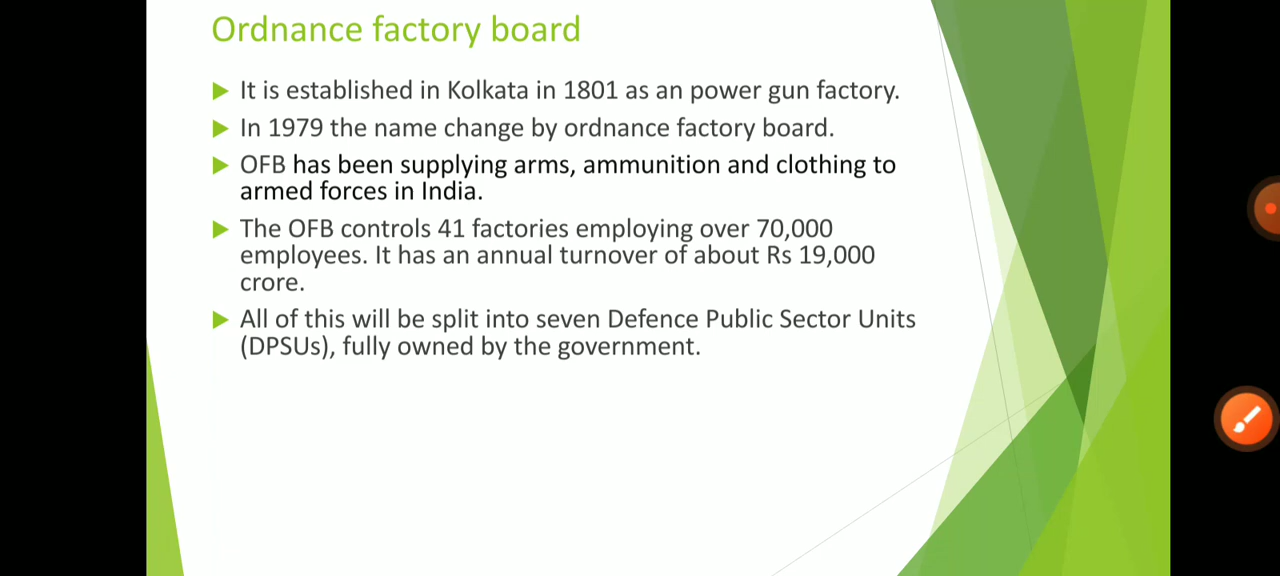 Ordnance factory board
It is established in Kolkata in 1801 as an power gun factory.
In 1979 the name change by ordnance factory board.
OFB has been supplying arms, ammunition and clothing to
armed forces in India.
The OFB controls 41 factories employing over 70,000
employees. It has an annual turnover of about Rs 19,000
crore.
All of this will be split into seven Defence Public Sector Units
(DPSUs), fully owned by the government.